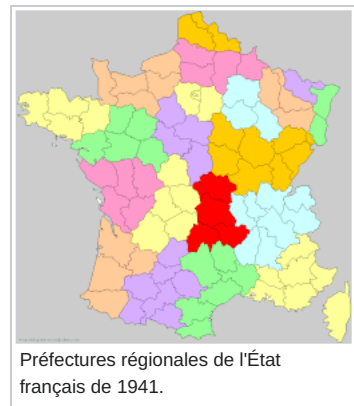 Préfectures régionales de l'État
français de 1941.